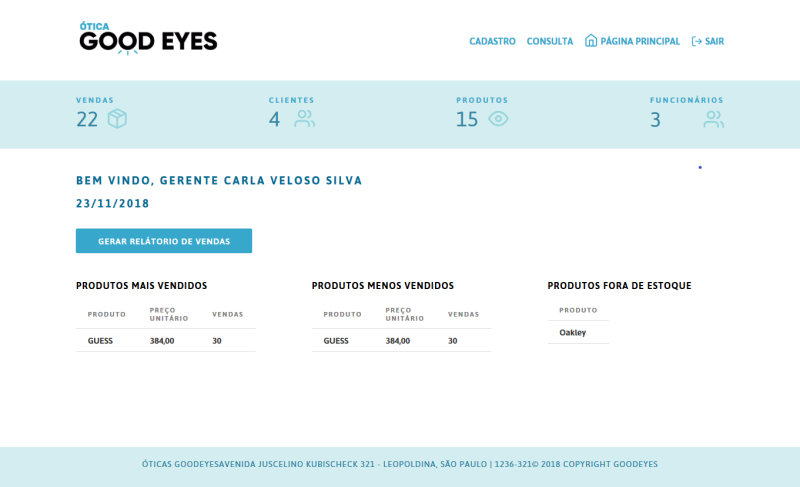 ÓTICA
GOOD EYES
CADASTRO CONSULTA PÁGINA PRINCIPAL SAIR
VENDAS CLIENTES PRODUTOS FUNCIONÁRIOS
22 4 15 3
BEM VINDO, GERENTE CARLA VELOSO SILVA
23/11/2018
GERAR RELÁTORIO DE VENDAS
PRODUTOS MAIS VENDIDOS
PRODUTO PREÇO UNITÁRIO VENDAS
GUESS 384,00 30
PRODUTOS MENOS VENDIDOS
PRODUTO PREÇO UNITÁRIO VENDAS
GUESS 384,00 30
PRODUTOS FORA DE ESTOQUE
PRODUTO
Oakley
ÓTICAS GOODEYESAVENIDA JUSCELINO KUBISCHECK 321 - LEOPOLDINA, SÃO PAULO | 1236-321© 2018 COPYRIGHT GOODEYES